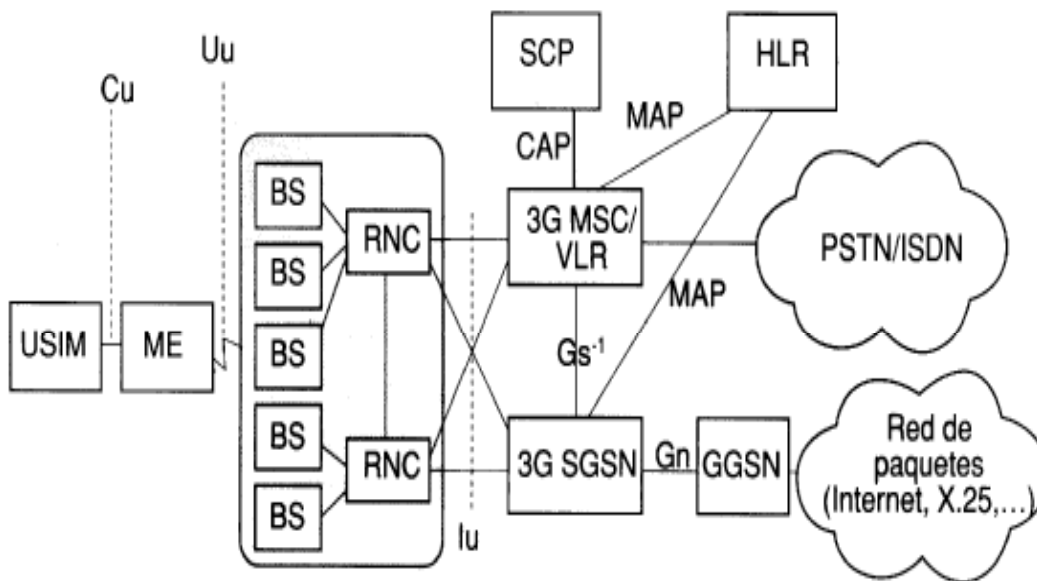 Uu
Cu
SCP
HLR
MAP
CAP
BS
BS
BS
BS
BS
RNC
RNC
3G MSC/
VLR
PSTN/ISDN
MAP
USIM
ME
Gs-1
3G SGSN
Gn
GGSN
Red de
paquetes
(Internet, X.25,...)
Iu